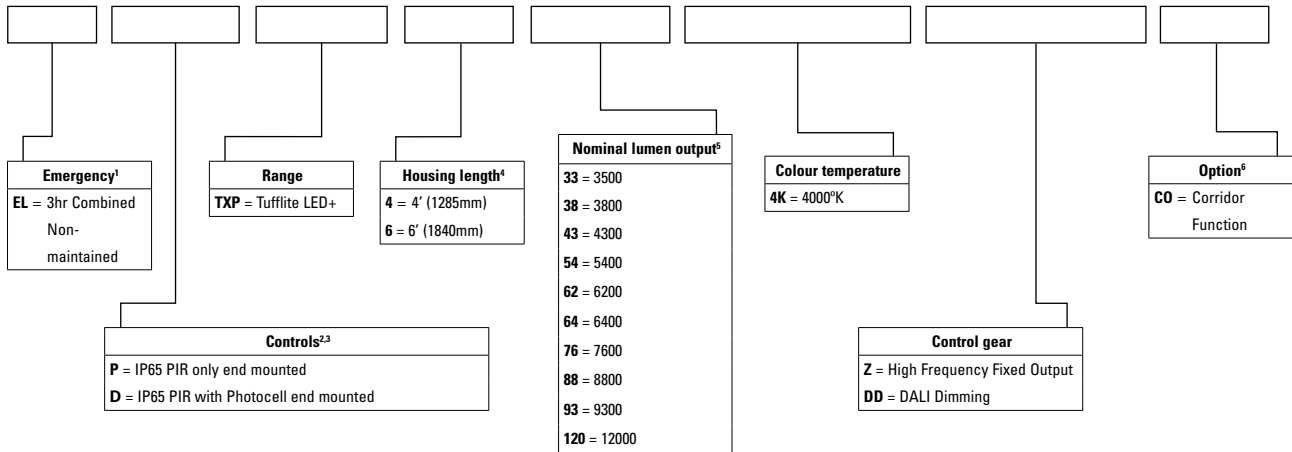 Emergency¹
EL = 3hr Combined
Non-
maintained
Range
TXP = Tufflite LED+
Housing length⁴
4 = 4′ (1285mm)
6 = 6′ (1840mm)
Nominal lumen output⁵
33 = 3500
38 = 3800
43 = 4300
54 = 5400
62 = 6200
64 = 6400
76 = 7600
88 = 8800
93 = 9300
120 = 12000
Colour temperature
4K = 4000ºK
Option⁶
CO = Corridor
Function
Controls²,³
P = IP65 PIR only end mounted
D = IP65 PIR with Photocell end mounted
Control gear
Z = High Frequency Fixed Output
DD = DALI Dimming